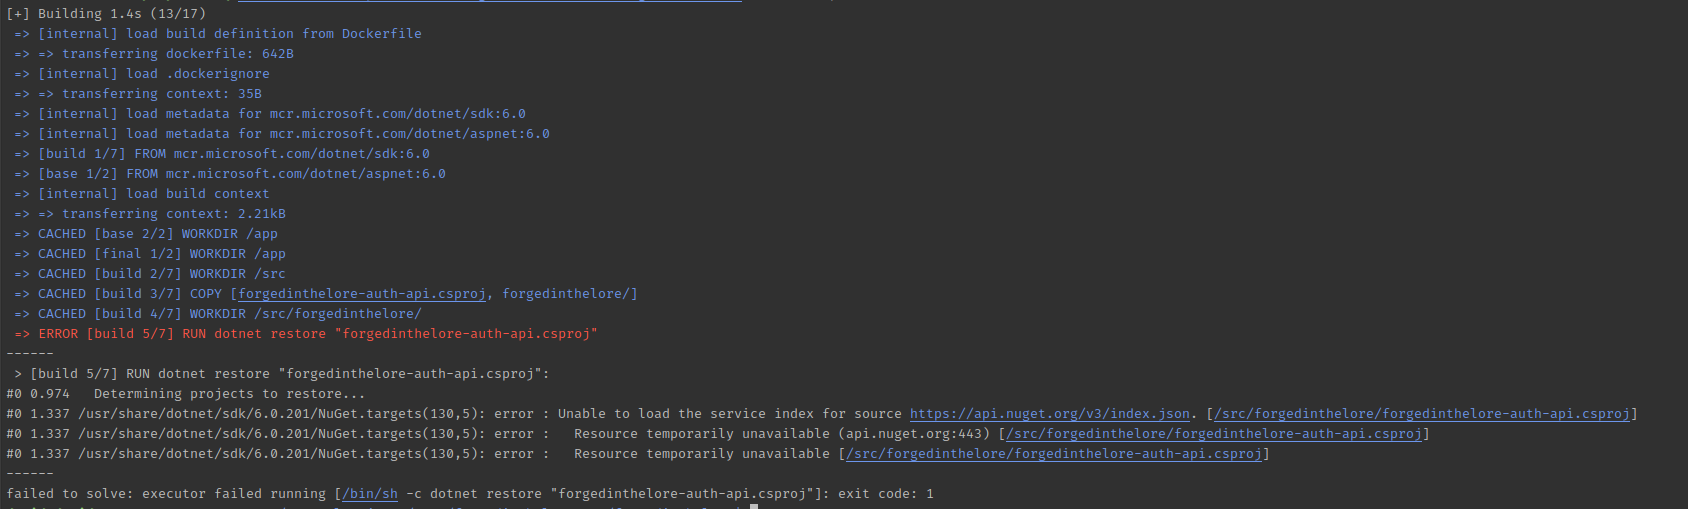 [+] Building 1.4s (13/17)
 => [internal] load build definition from Dockerfile
 => => transferring dockerfile: 642B
 => [internal] load .dockerignore
 => => transferring context: 35B
 => [internal] load metadata for mcr.microsoft.com/dotnet/sdk:6.0
 => [internal] load metadata for mcr.microsoft.com/dotnet/aspnet:6.0
 => [build 1/7] FROM mcr.microsoft.com/dotnet/sdk:6.0
 => [base 1/2] FROM mcr.microsoft.com/dotnet/aspnet:6.0
 => [internal] load build context
 => => transferring context: 2.21kB
 => CACHED [base 2/2] WORKDIR /app
 => CACHED [final 1/2] WORKDIR /app
 => CACHED [build 2/7] WORKDIR /src
 => CACHED [build 3/7] COPY [forgedinthelore-auth-api.csproj, forgedinthelore/]
 => CACHED [build 4/7] WORKDIR /src/forgedinthelore/
 => ERROR [build 5/7] RUN dotnet restore "forgedinthelore-auth-api.csproj"
------
 > [build 5/7] RUN dotnet restore "forgedinthelore-auth-api.csproj":
#0 0.974   Determining projects to restore...
#0 1.337 /usr/share/dotnet/sdk/6.0.201/NuGet.targets(130,5): error : Unable to load the service index for source https://api.nuget.org/v3/index.json. [/src/forgedinthelore/forgedinthelore-auth-api.csproj]
#0 1.337 /usr/share/dotnet/sdk/6.0.201/NuGet.targets(130,5): error :   Resource temporarily unavailable (api.nuget.org:443) [/src/forgedinthelore/forgedinthelore-auth-api.csproj]
#0 1.337 /usr/share/dotnet/sdk/6.0.201/NuGet.targets(130,5): error :   Resource temporarily unavailable [/src/forgedinthelore/forgedinthelore-auth-api.csproj]
------
failed to solve: executor failed running [/bin/sh -c dotnet restore "forgedinthelore-auth-api.csproj"]: exit code: 1